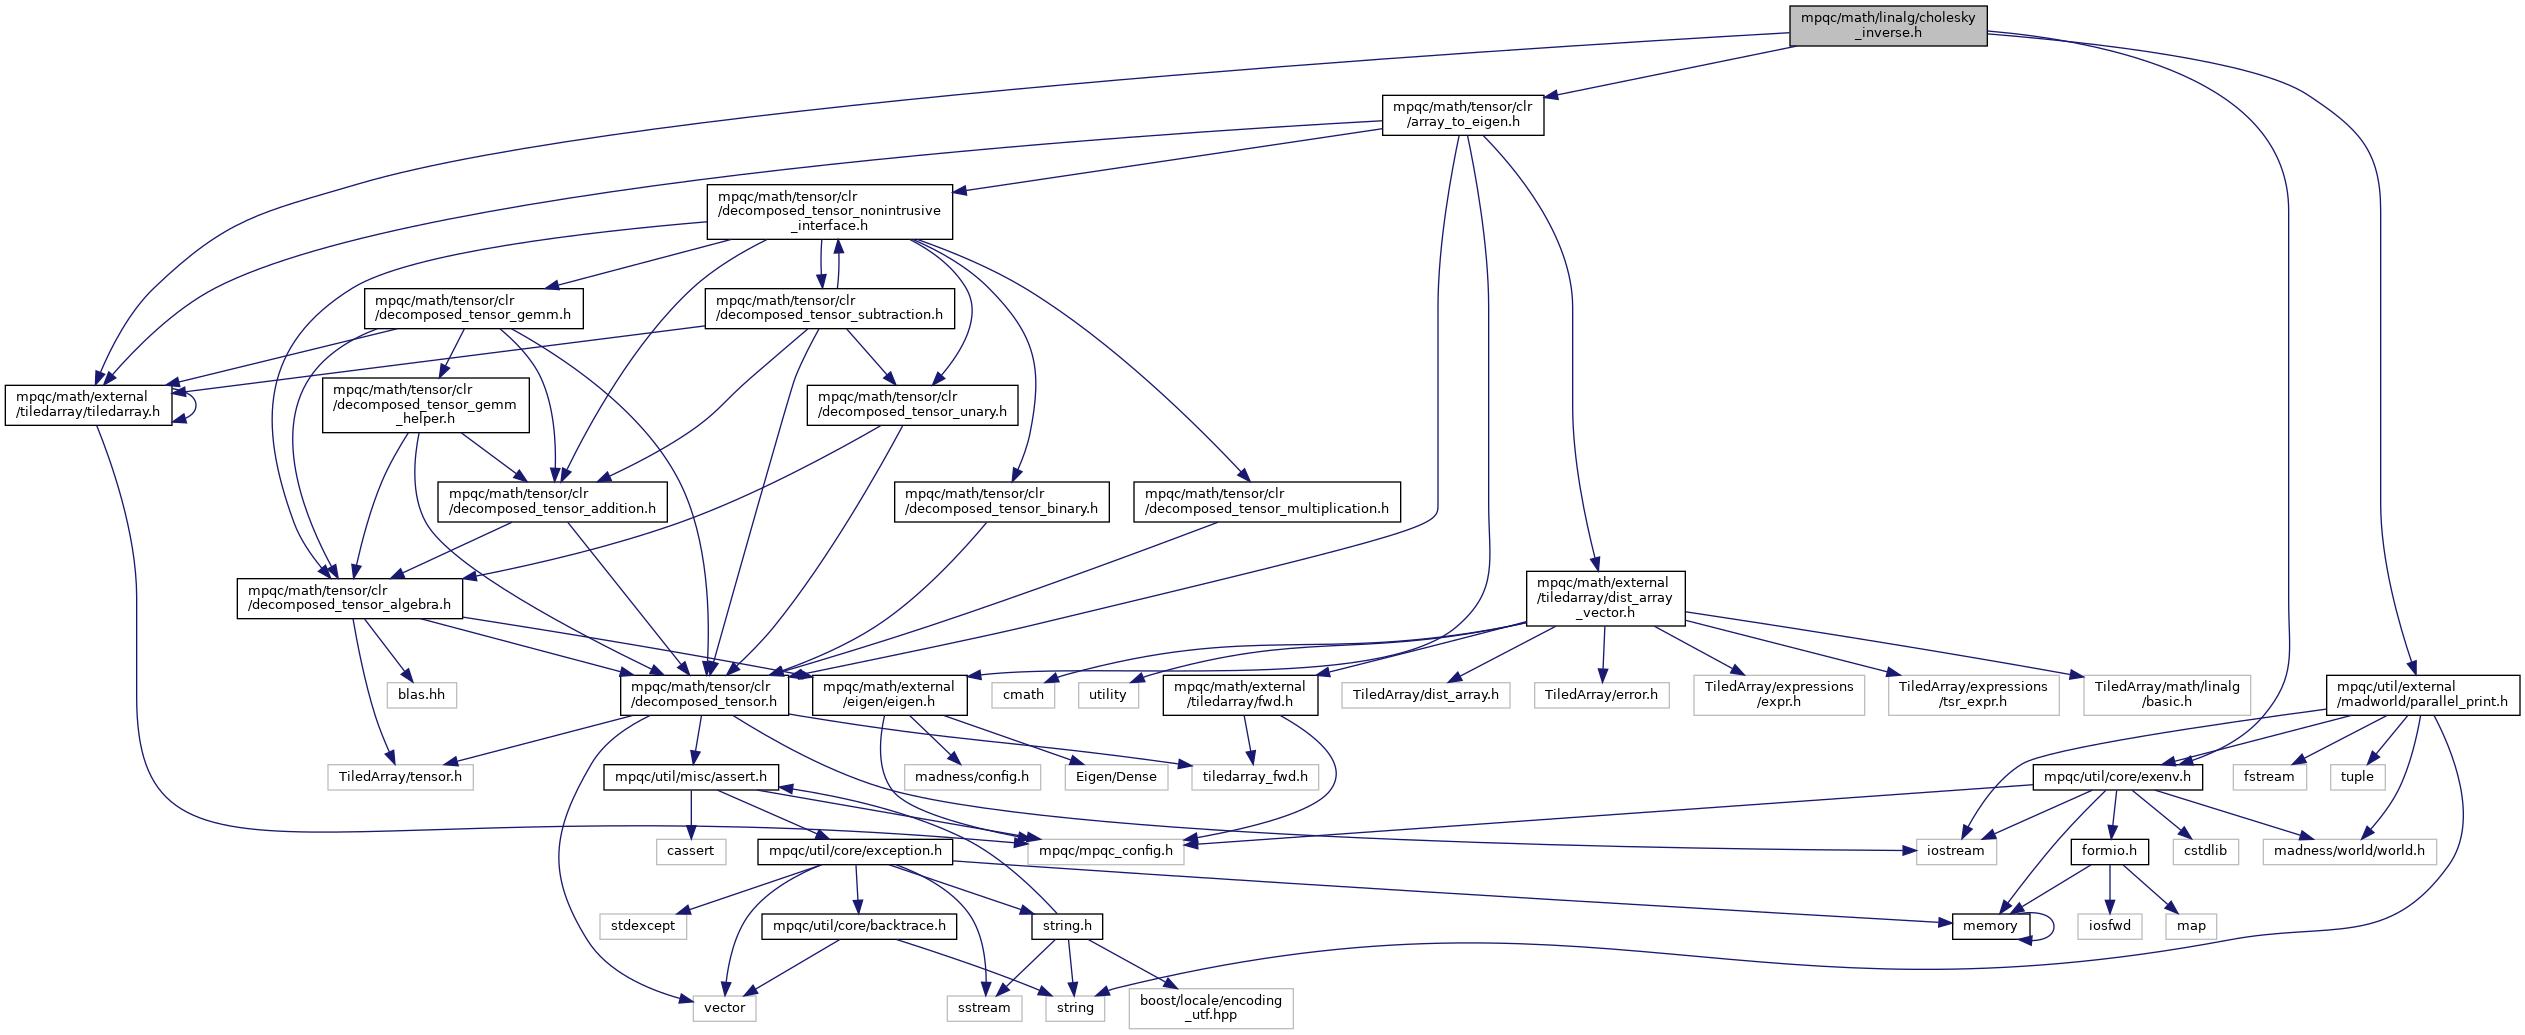 mpqc/math/linalg/cholesky
_inverse.h
mpqc/math/tensor/clr
/array_to_eigen.h
mpqc/math/tensor/clr
/decomposed_tensor_nonintrusive
_interface.h
mpqc/math/tensor/clr
/decomposed_tensor_gemm.h
mpqc/math/tensor/clr
/decomposed_tensor_subtraction.h
mpqc/math/external
/tiledarray/tiledarray.h
mpqc/math/tensor/clr
/decomposed_tensor_gemm
_helper.h
mpqc/math/tensor/clr
/decomposed_tensor_unary.h
mpqc/math/tensor/clr
/decomposed_tensor_addition.h
mpqc/math/tensor/clr
/decomposed_tensor_binary.h
mpqc/math/tensor/clr
/decomposed_tensor_multiplication.h
mpqc/math/tensor/clr
/decomposed_tensor_algebra.h
mpqc/math/external
/tiledarray/dist_array
_vector.h
blas.hh
mpqc/math/tensor/clr
/decomposed_tensor.h
mpqc/math/external
/eigen/eigen.h
cmath
utility
mpqc/math/external
/tiledarray/fwd.h
TiledArray/dist_array.h
TiledArray/error.h
TiledArray/expressions
/expr.h
TiledArray/expressions
/tsr_expr.h
TiledArray/math/linalg
/basic.h
mpqc/util/external
/madworld/parallel_print.h
TiledArray/tensor.h
mpqc/util/misc/assert.h
madness/config.h
Eigen/Dense
tiledarray_fwd.h
mpqc/util/core/exenv.h
fstream
tuple
cassert
mpqc/util/core/exception.h
mpqc/mpqc_config.h
iostream
formio.h
cstdlib
madness/world/world.h
stdexcept
mpqc/util/core/backtrace.h
string.h
memory
iosfwd
map
vector
sstream
string
boost/locale/encoding
_utf.hpp